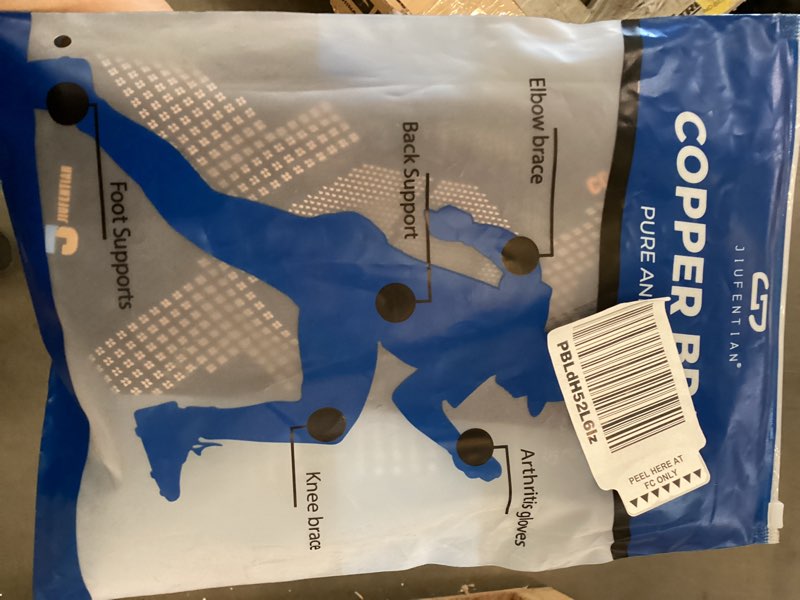 JIUFENTIAN®
COPPER BR
PURE AN
PBLdH52L6lz
PEEL HERE AT
FC ONLY
Elbow brace
Back Support
Foot Supports
Arthritis gloves
Knee brace